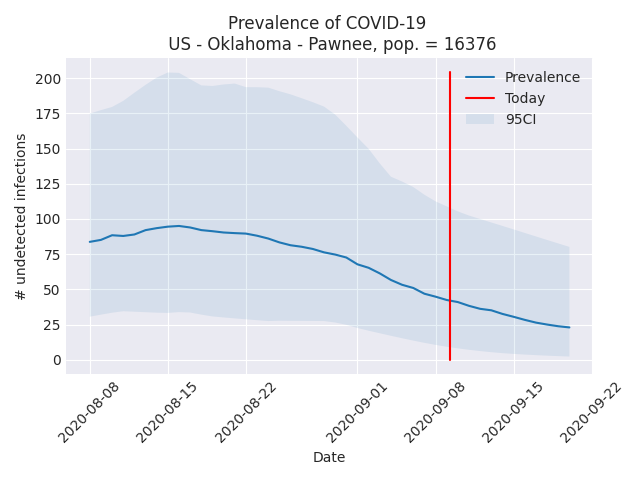 Prevalence of COVID-19
US - Oklahoma - Pawnee, pop. = 16376
200
175
150
125
100
75
50
25
0
# undetected infections
Prevalence
Today
95CI
2020-08-08
2020-08-15
2020-08-22
2020-09-01
2020-09-08
2020-09-15
2020-09-22
Date